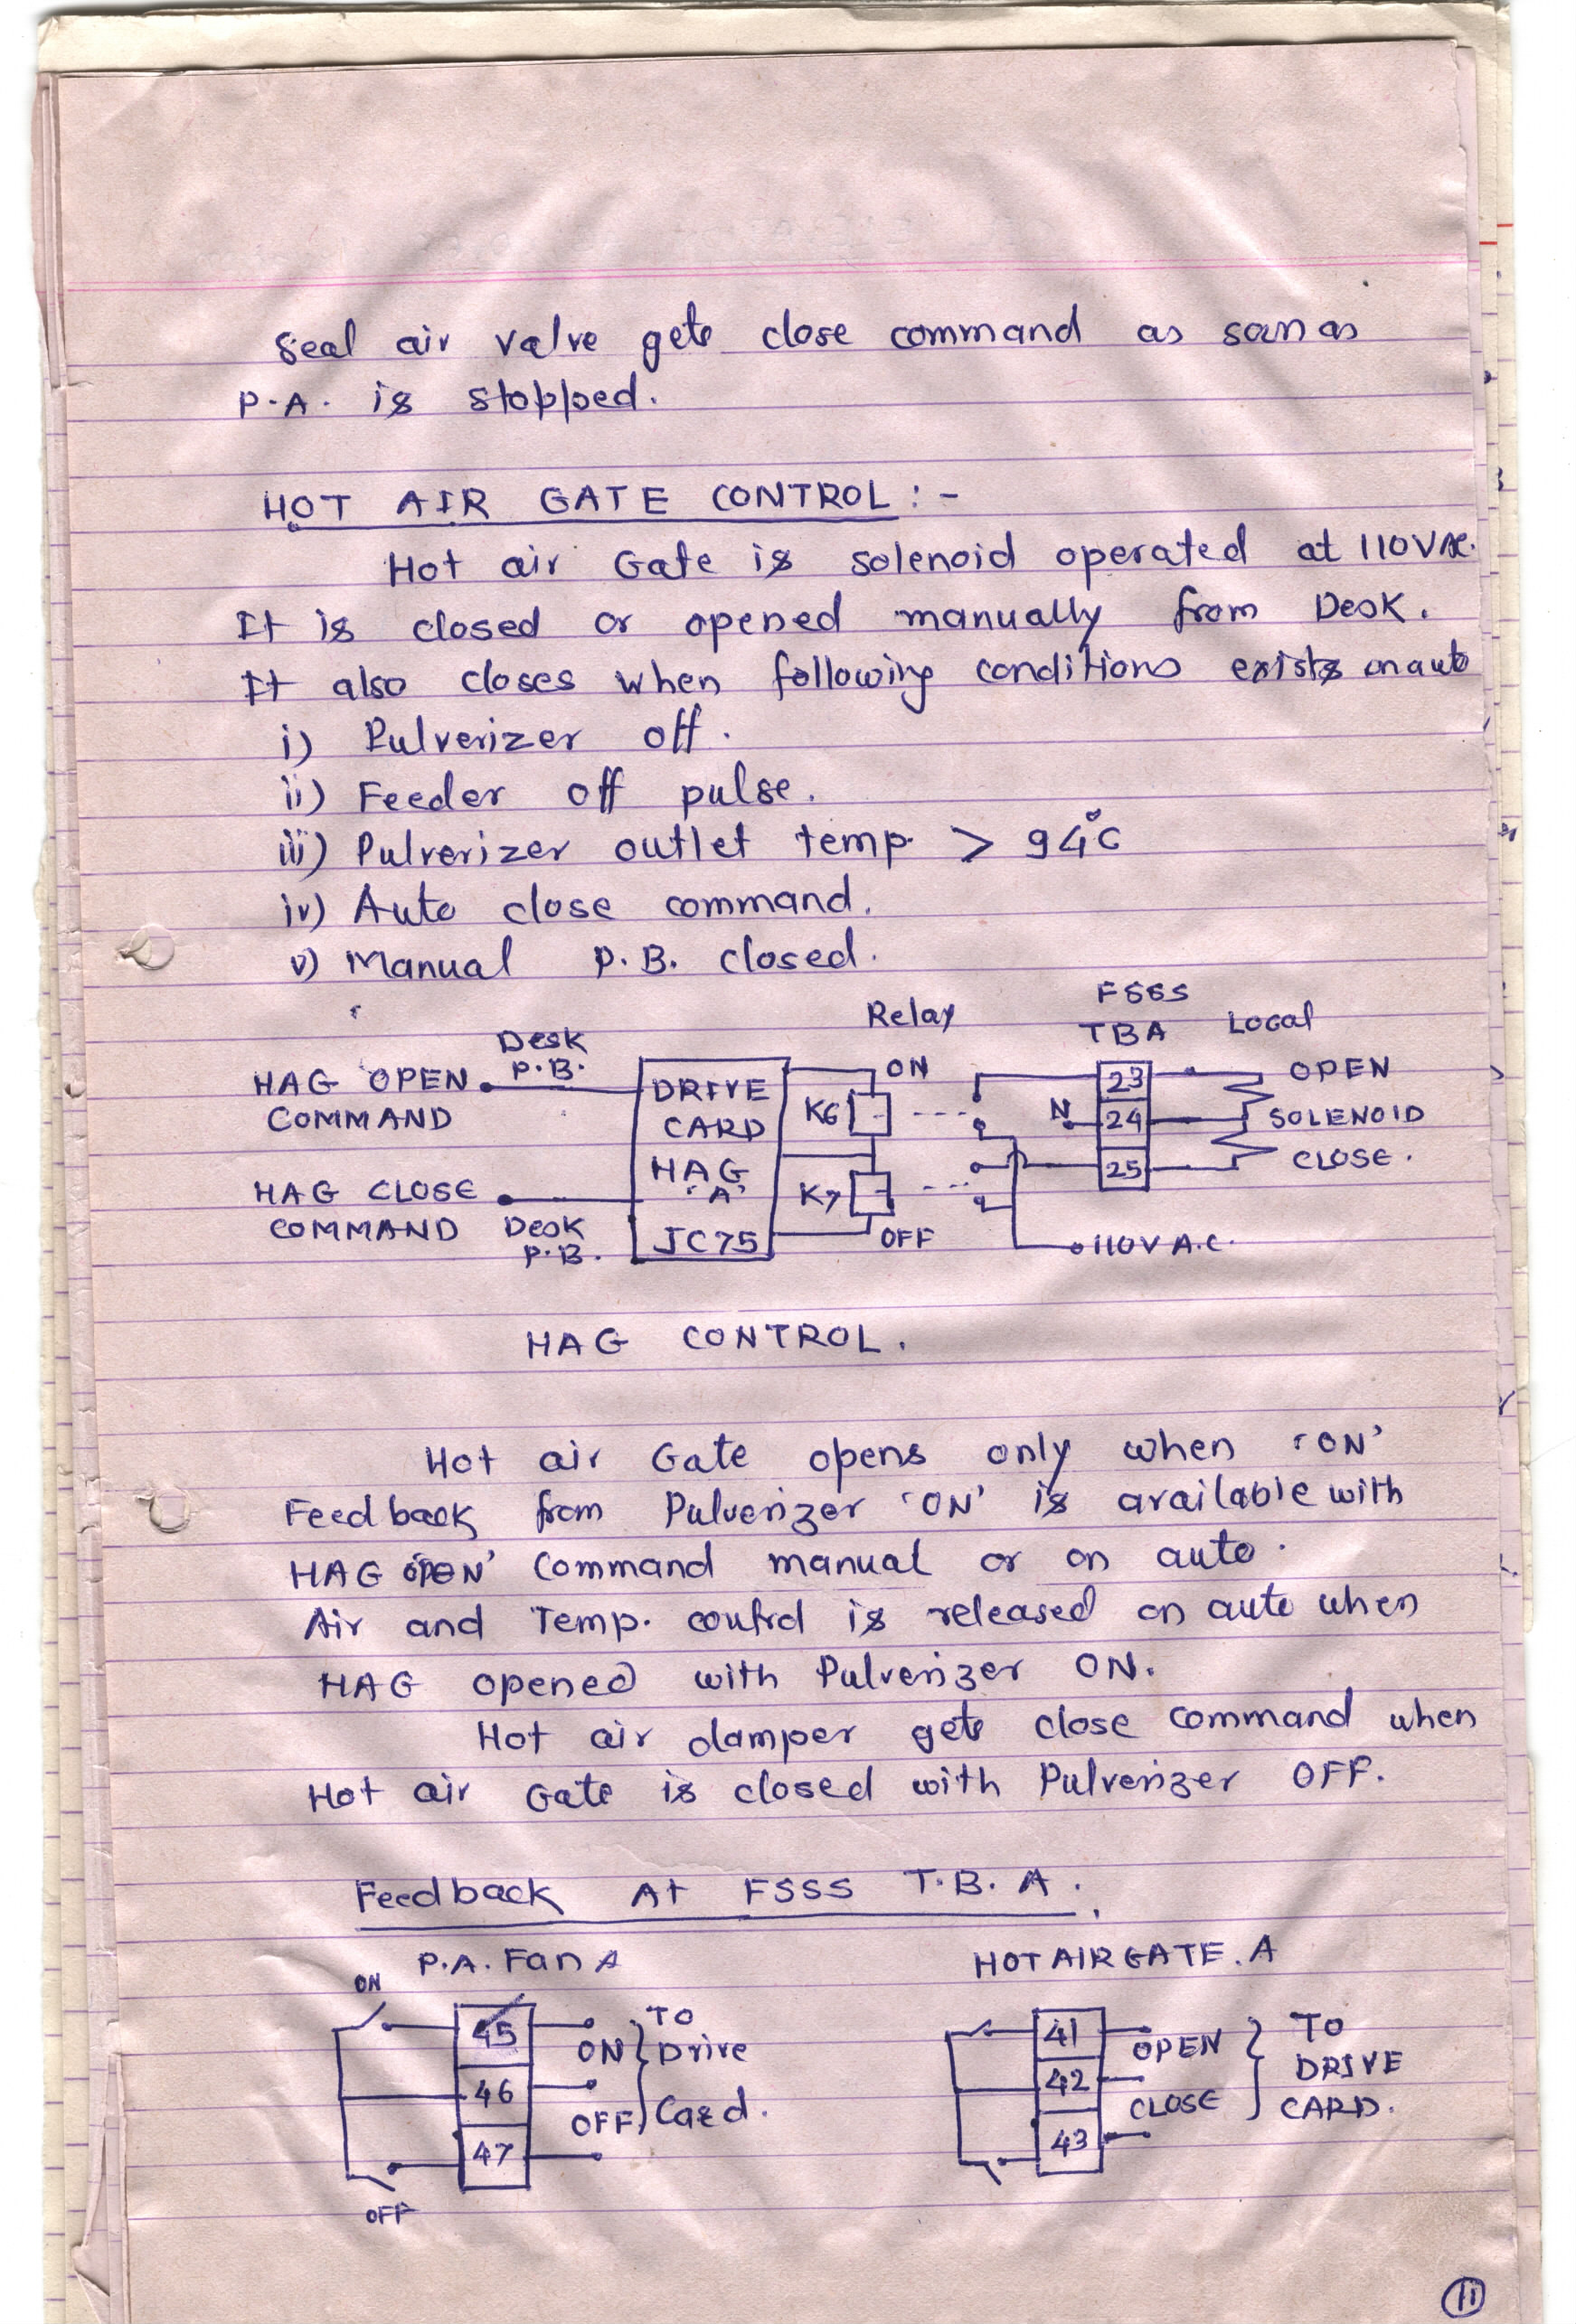 Seal air valve gets close command as soon as
P.A. is stopped.
HOT AIR GATE CONTROL :-
Hot air Gate is solenoid operated at 110VAC.
It is closed or opened manually from Desk.
It also closes when following conditions exists on auto
i) Pulverizer off.
ii) Feeder off pulse.
iii) Pulverizer outlet temp. > 94°C
iv) Auto close command.
v) Manual P.B. closed.
Relay FSSS TBA Local
HAG OPEN COMMAND
Desk P.B.
DRIVE CARD HAG 'A' JC75
ON
K6
K7
OFF
N
23
24
25
OPEN
SOLENOID
CLOSE.
HAG CLOSE COMMAND
Desk P.B.
110V A.C.
HAG CONTROL.
Hot air Gate opens only when 'ON'
Feedback from Pulverizer 'ON' is available with
HAG 'OPEN' Command manual or on auto.
Air and Temp. control is released on auto when
HAG opened with Pulverizer ON.
Hot air damper gets close command when
Hot air Gate is closed with Pulverizer OFF.
Feedback At FSSS T.B.A.
P.A. Fan A
ON
45
46
47
OFF
ON
OFF
TO
Drive
Card.
HOT AIR GATE. A
41
42
43
OPEN
CLOSE
TO
DRIVE
CARD.
11